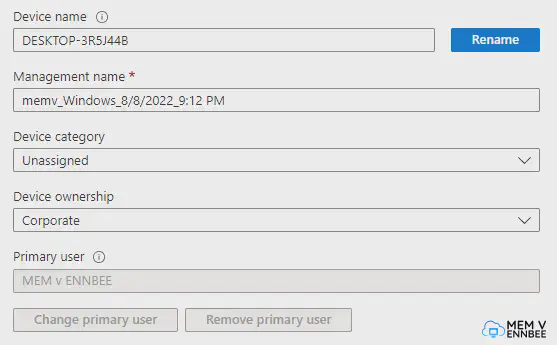 Device name
DESKTOP-3R5J44B
Rename
Management name *
memv_Windows_8/8/2022_9:12 PM
Device category
Unassigned
Device ownership
Corporate
Primary user
MEM v ENNBEE
Change primary user
Remove primary user
MEM V
ENNBEE